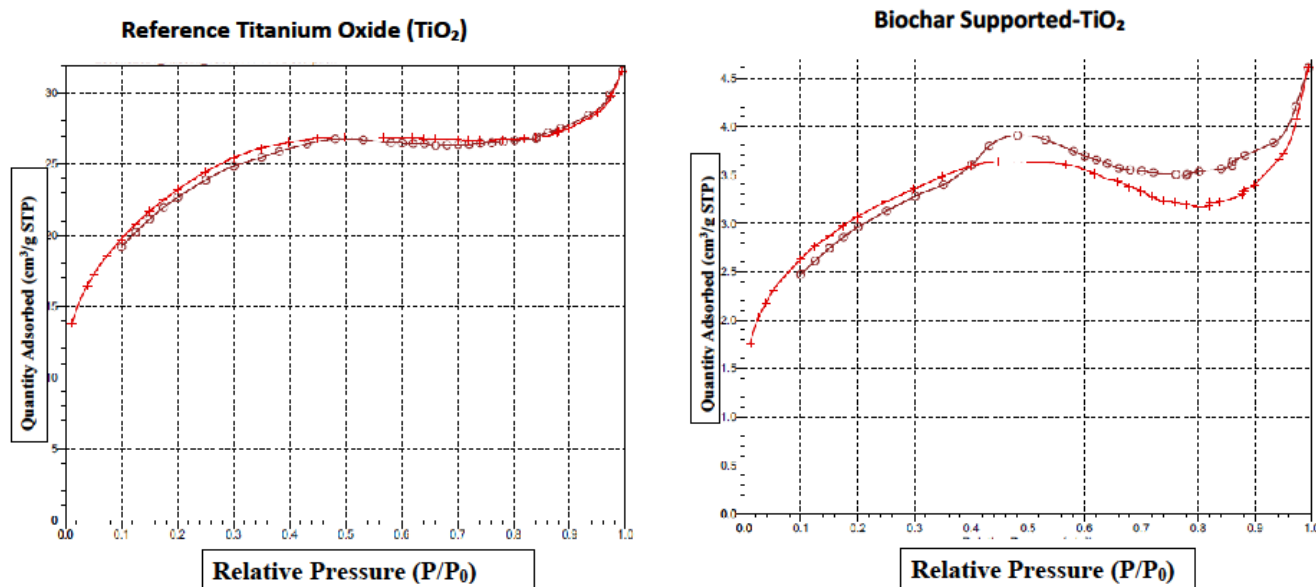 Reference Titanium Oxide (TiO₂)
Quantity Adsorbed (cm³/g STP)
30
25
20
15
10
5
0
0.0 0.1 0.2 0.3 0.4 0.5 0.6 0.7 0.8 0.9 1.0
Relative Pressure (P/P₀)
Biochar Supported-TiO₂
Quantity Adsorbed (cm³/g STP)
4.5
4.0
3.5
3.0
2.5
2.0
1.5
1.0
0.5
0.0
0.0 0.1 0.2 0.3 0.4 0.5 0.6 0.7 0.8 0.9 1.0
Relative Pressure (P/P₀)